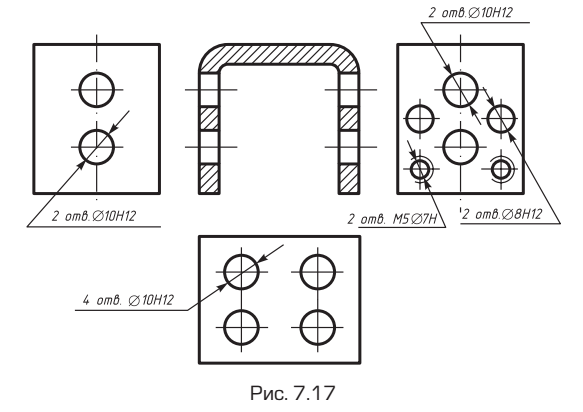 2 отв.∅10H12
2 отв.∅10H12
2 отв. M5∅7H
2 отв.∅8H12
4 отв. ∅10H12
Рис. 7.17